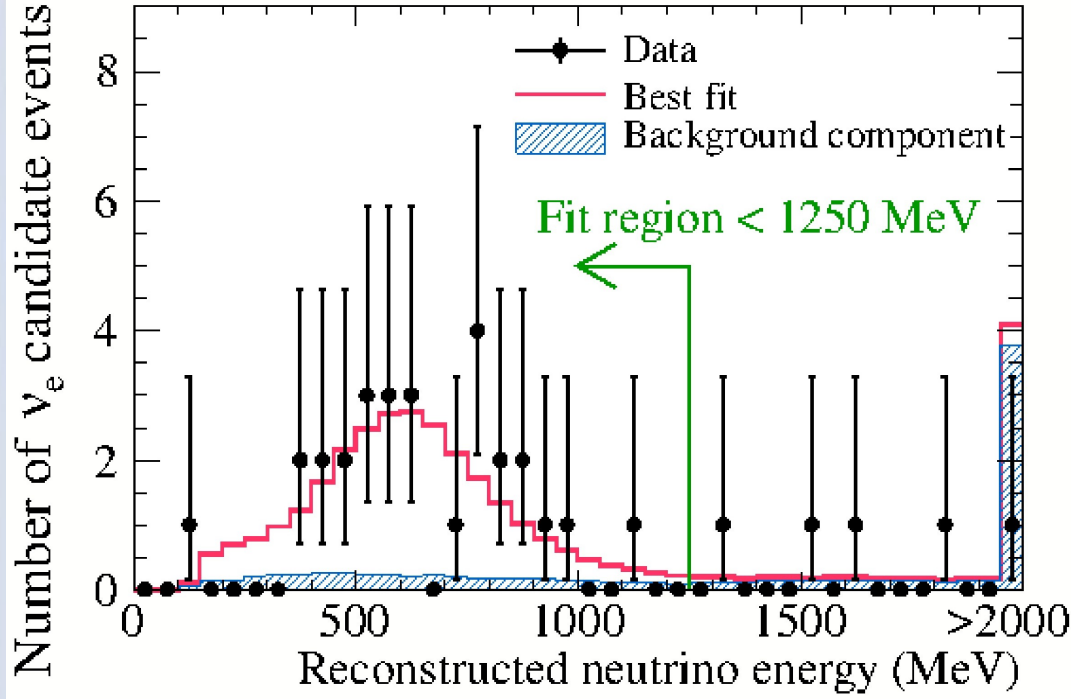 Number of νe candidate events
8
6
4
2
0
Data
Best fit
Background component
Fit region < 1250 MeV
0 500 1000 1500 >2000
Reconstructed neutrino energy (MeV)